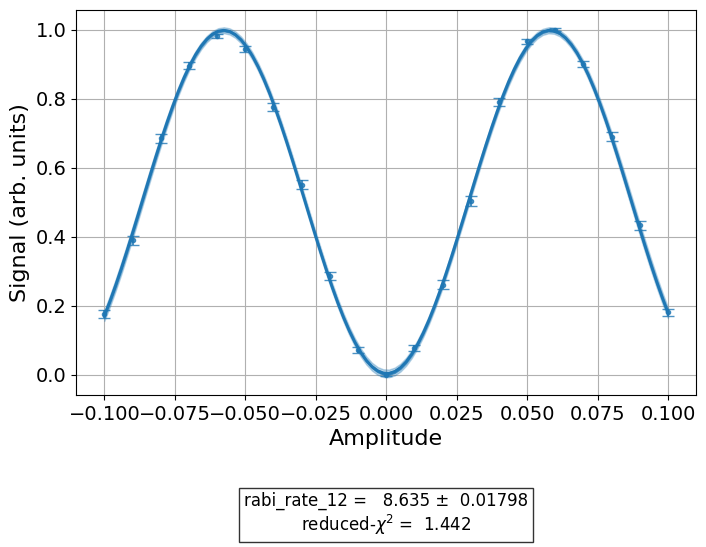 Signal (arb. units)
1.0
0.8
0.6
0.4
0.2
0.0
−0.100 −0.075 −0.050 −0.025 0.000 0.025 0.050 0.075 0.100
Amplitude
rabi_rate_12 = 8.635 ± 0.01798
reduced-χ² = 1.442